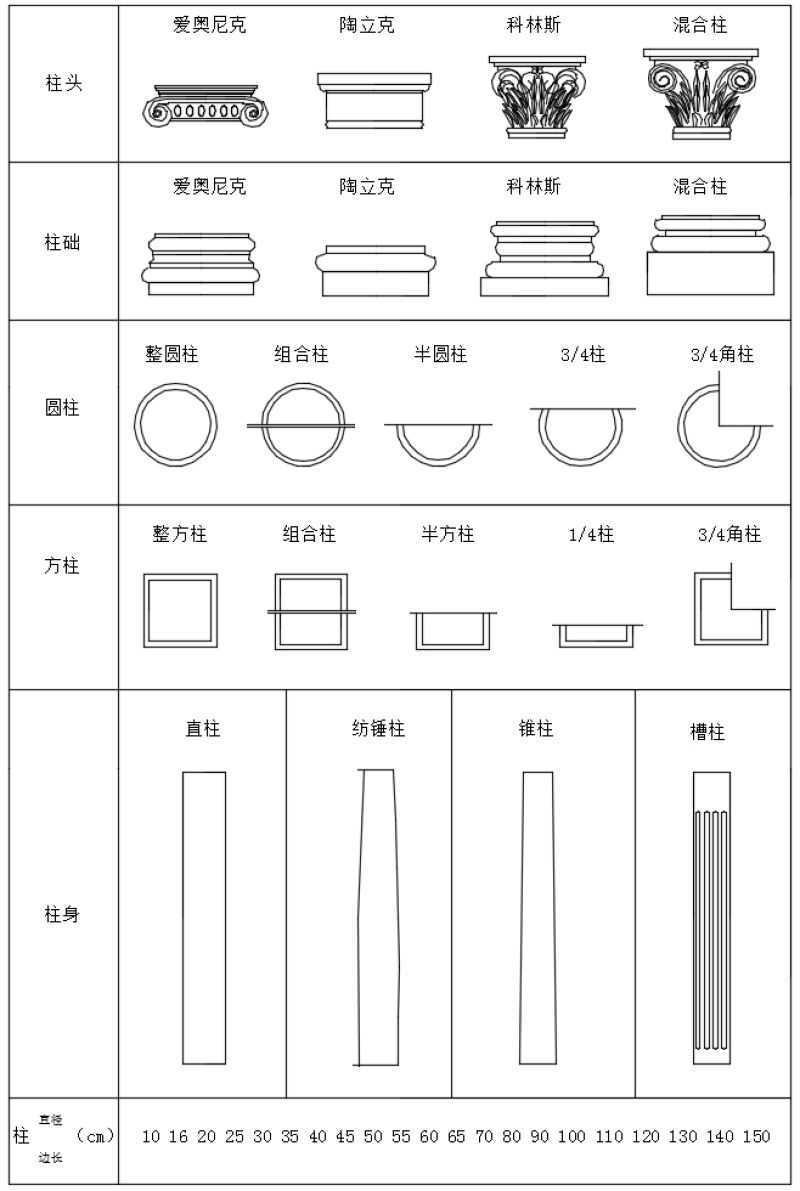 爱奥尼克 陶立克 科林斯 混合柱
柱头
爱奥尼克 陶立克 科林斯 混合柱
柱础
整圆柱 组合柱 半圆柱 3/4柱 3/4角柱
圆柱
整方柱 组合柱 半方柱 1/4柱 3/4角柱
方柱
直柱 纺锤柱 锥柱 槽柱
柱身
直径
柱 (cm) 10 16 20 25 30 35 40 45 50 55 60 65 70 80 90 100 110 120 130 140 150
边长